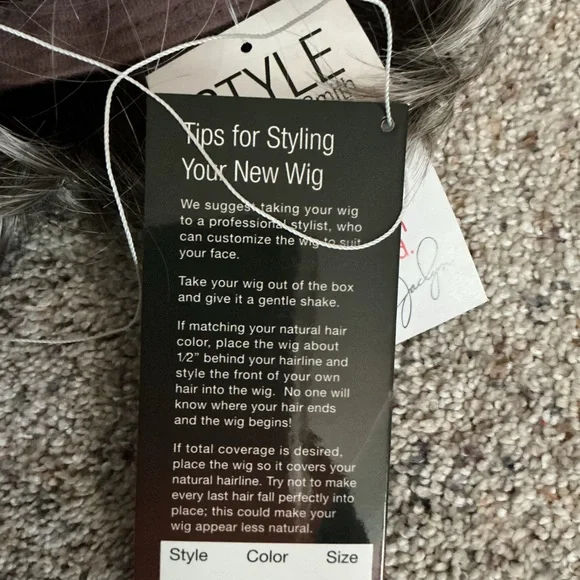 STYLE
Smith
Tips for Styling
Your New Wig
We suggest taking your wig
to a professional stylist, who
can customize the wig to suit
your face.
Take your wig out of the box
and give it a gentle shake.
If matching your natural hair
color, place the wig about
1/2" behind your hairline and
style the front of your own
hair into the wig. No one will
know where your hair ends
and the wig begins!
If total coverage is desired,
place the wig so it covers your
natural hairline. Try not to make
every last hair fall perfectly into
place; this could make your
wig appear less natural.
Style Color Size
Jaclyn